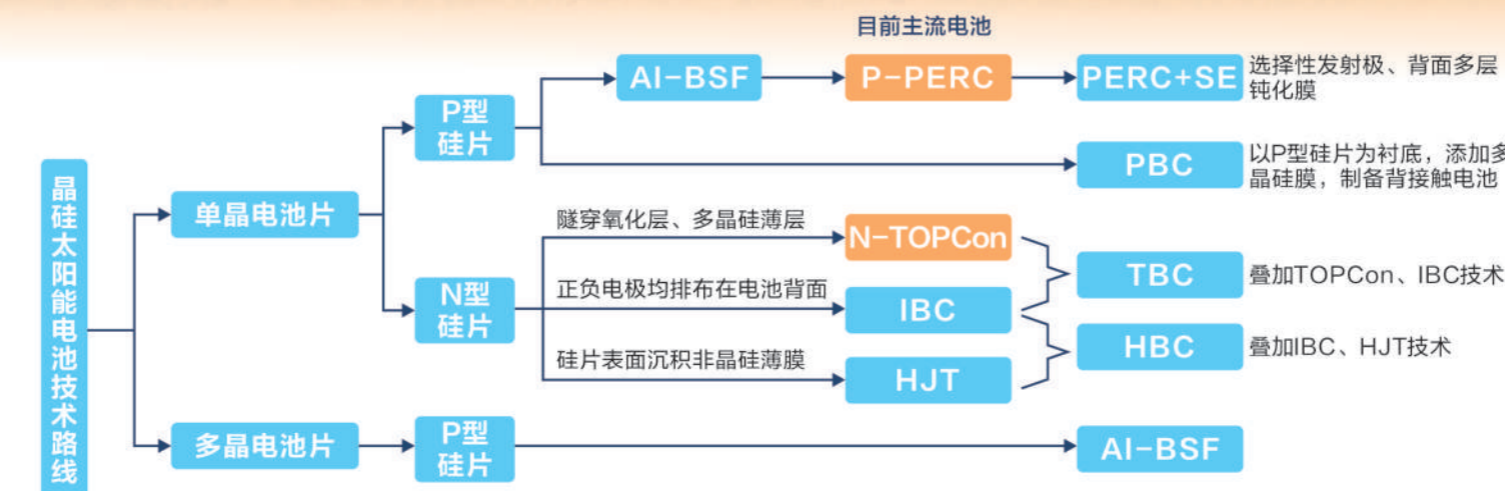 目前主流电池
AI-BSF
P-PERC
PERC+SE
选择性发射极、背面多层
钝化膜
P型
硅片
PBC
以P型硅片为衬底，添加多
晶硅膜，制备背接触电池
晶硅太阳能电池技术路线
单晶电池片
隧穿氧化层、多晶硅薄层
N-TOPCon
TBC
叠加TOPCon、IBC技术
N型
硅片
正负电极均排布在电池背面
IBC
HBC
叠加IBC、HJT技术
硅片表面沉积非晶硅薄膜
HJT
多晶电池片
P型
硅片
AI-BSF